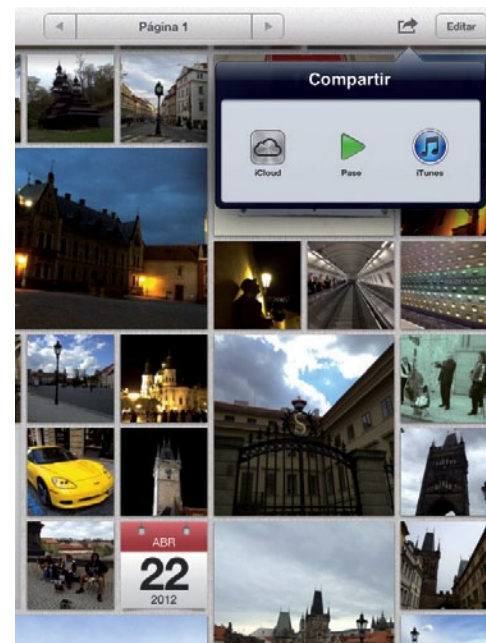 Página 1
Editar
Compartir
iCloud
Pase
iTunes
ABR
22
2012